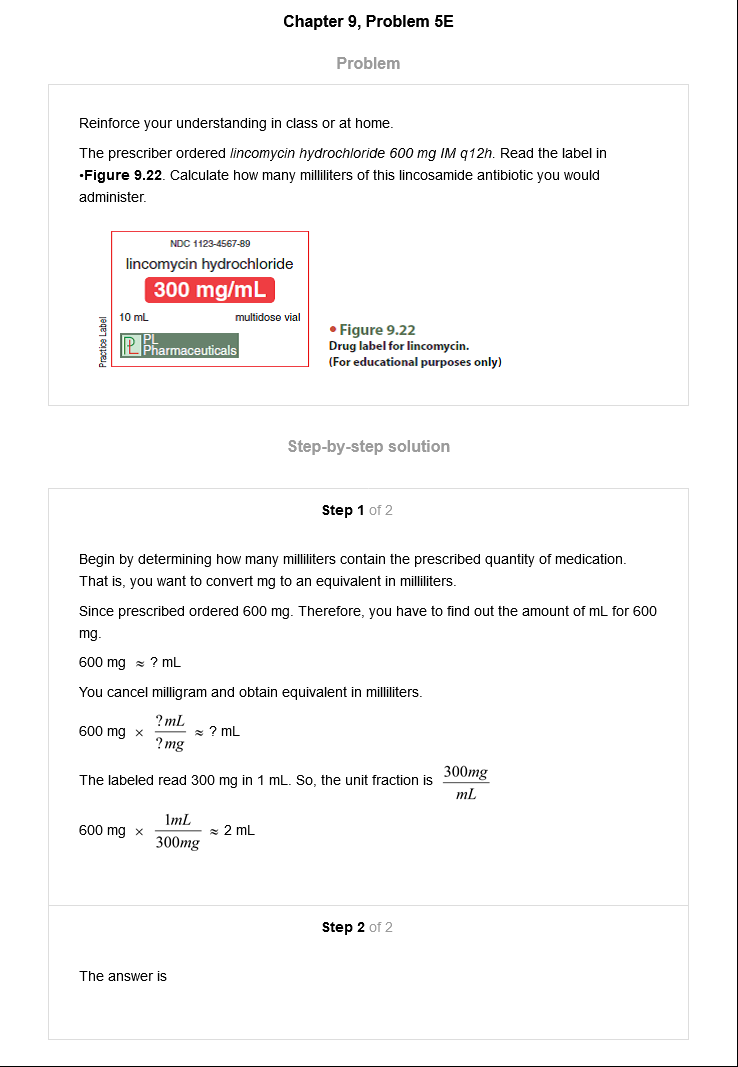 Chapter 9, Problem 5E
Problem
Reinforce your understanding in class or at home.
The prescriber ordered lincomycin hydrochloride 600 mg IM q12h. Read the label in
•Figure 9.22. Calculate how many milliliters of this lincosamide antibiotic you would
administer.
NDC 1123-4567-89
lincomycin hydrochloride
300 mg/mL
10 mL multidose vial
PL
Pharmaceuticals
Practice Label
• Figure 9.22
Drug label for lincomycin.
(For educational purposes only)
Step-by-step solution
Step 1 of 2
Begin by determining how many milliliters contain the prescribed quantity of medication.
That is, you want to convert mg to an equivalent in milliliters.
Since prescribed ordered 600 mg. Therefore, you have to find out the amount of mL for 600
mg.
600 mg ≈ ? mL
You cancel milligram and obtain equivalent in milliliters.
600 mg × ?mL/?mg ≈ ? mL
The labeled read 300 mg in 1 mL. So, the unit fraction is 300mg/mL
600 mg × 1mL/300mg ≈ 2 mL
Step 2 of 2
The answer is